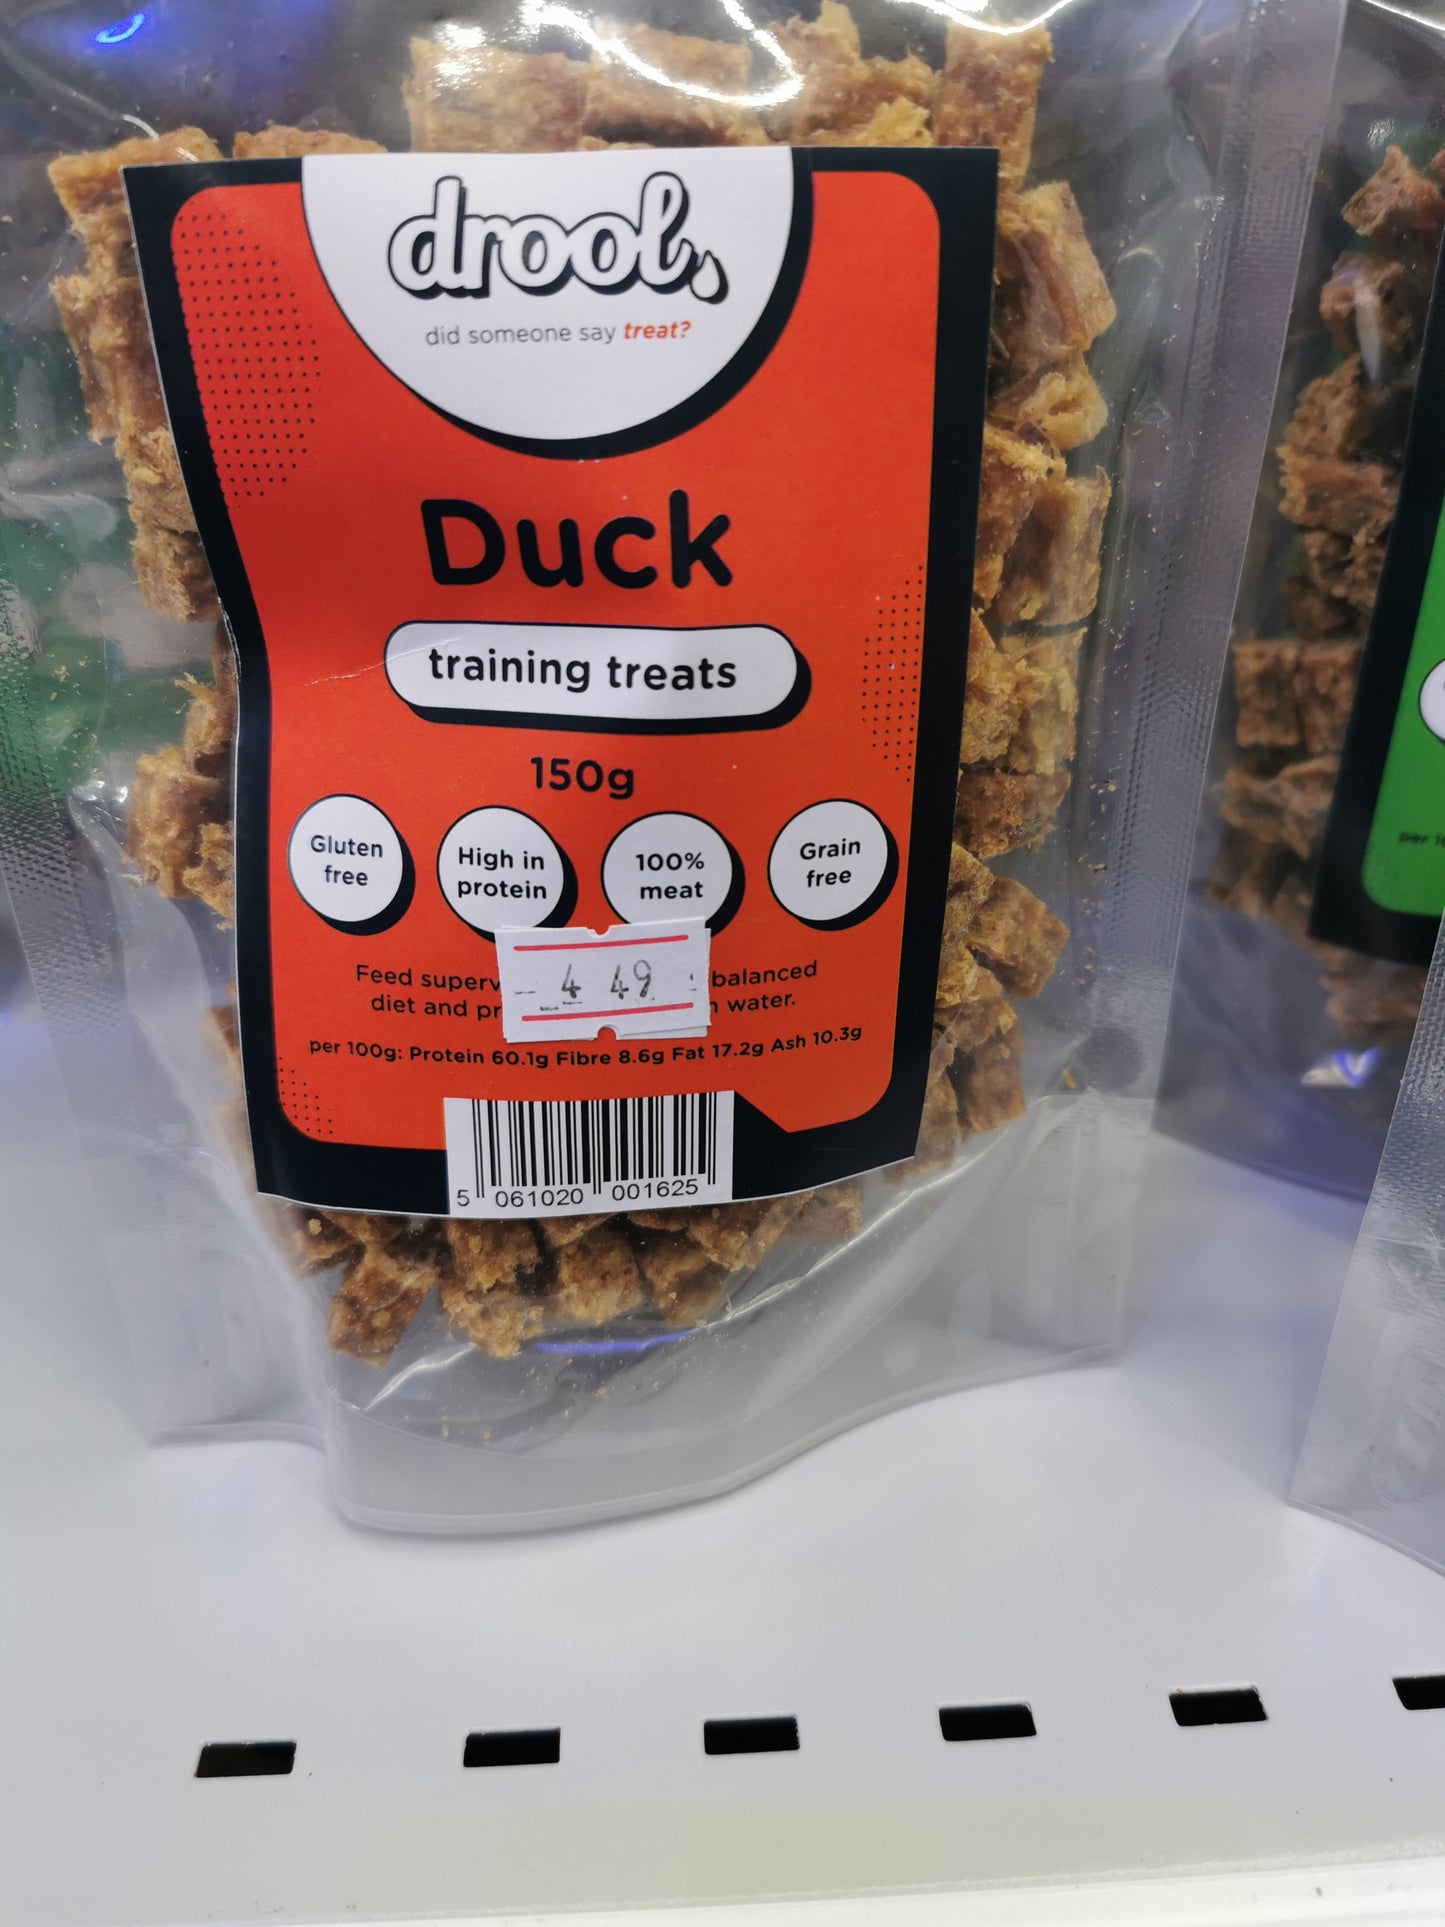 drool
did someone say treat?
Duck
training treats
150g
Gluten
free
High in
protein
100%
meat
Grain
free
4 49
Feed balanced
diet and water.
per 100g: Protein 60.1g Fibre 8.6g Fat 17.2g Ash 10.3g
5 061020 001625
per